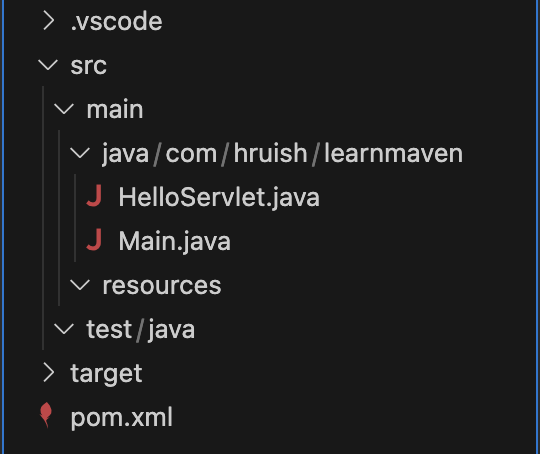 .vscode
src
main
java/com/hruish/learnmaven
J HelloServlet.java
J Main.java
resources
test/java
target
pom.xml